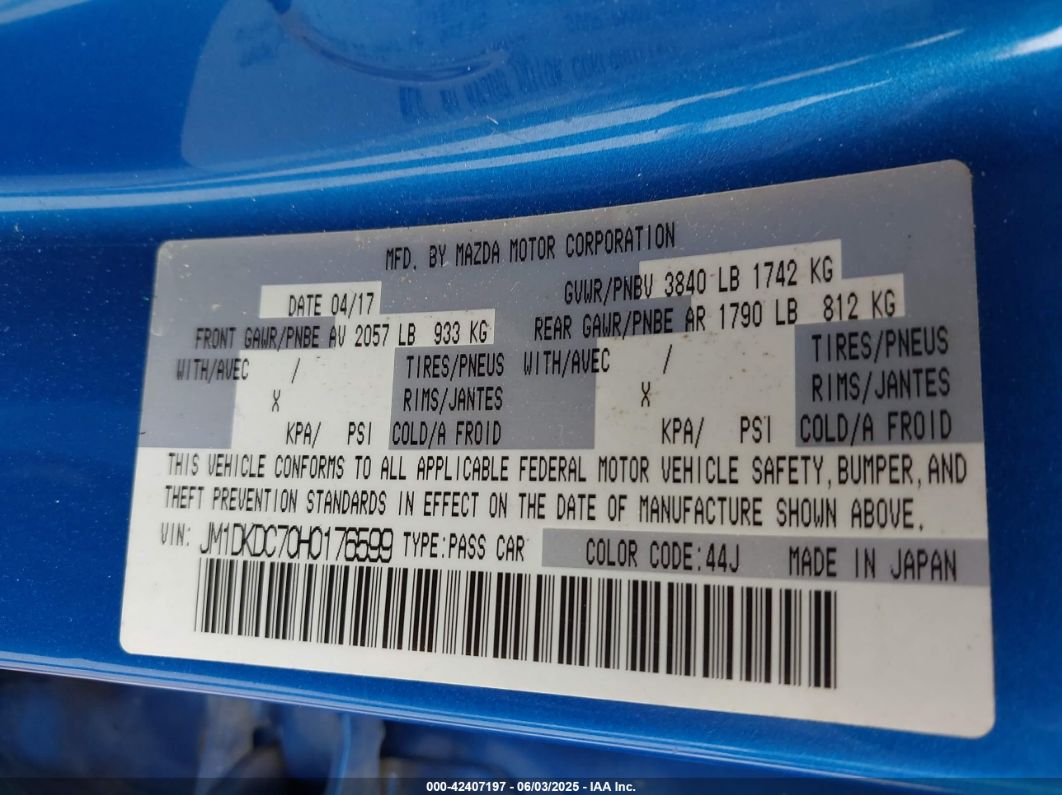 MFD. BY MAZDA MOTOR CORPORATION
DATE 04/17 GVWR/PNBV 3840 LB 1742 KG
FRONT GAWR/PNBE AV 2057 LB 933 KG REAR GAWR/PNBE AR 1790 LB 812 KG
WITH/AVEC / TIRES/PNEUS WITH/AVEC / TIRES/PNEUS
X RIMS/JANTES X RIMS/JANTES
KPA/ PSI COLD/A FROID KPA/ PSI COLD/A FROID
THIS VEHICLE CONFORMS TO ALL APPLICABLE FEDERAL MOTOR VEHICLE SAFETY, BUMPER, AND
THEFT PREVENTION STANDARDS IN EFFECT ON THE DATE OF MANUFACTURE SHOWN ABOVE.
VIN: JM1DKDC70H0176599 TYPE:PASS CAR COLOR CODE:44J MADE IN JAPAN
000-42407197 - 06/03/2025 - IAA Inc.